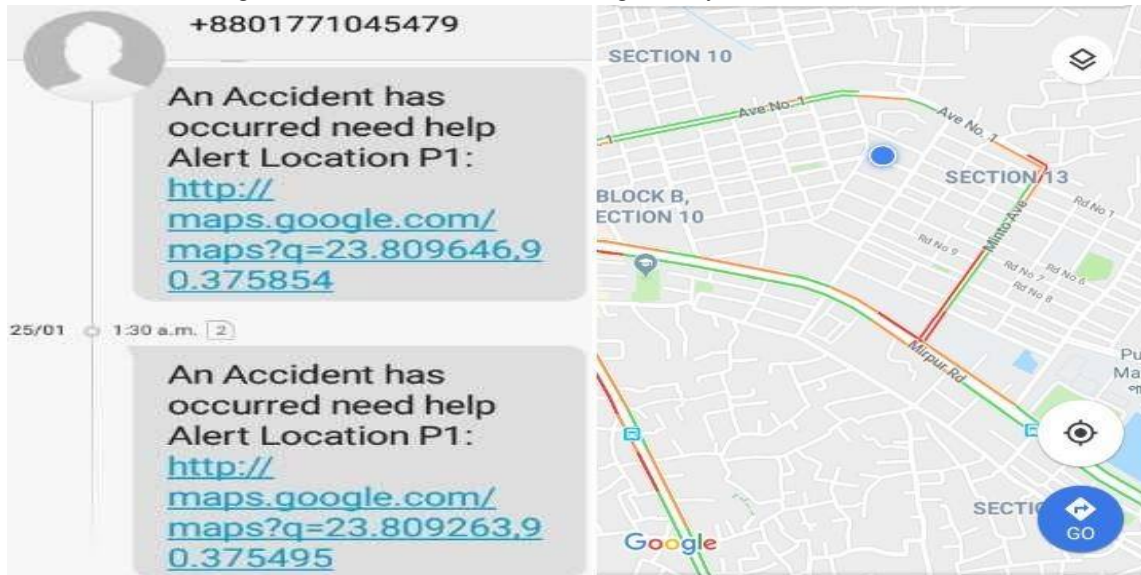 +8801771045479
An Accident has
occurred need help
Alert Location P1:
http://
maps.google.com/
maps?q=23.809646,9
0.375854
25/01 1:30 a.m. 2
An Accident has
occurred need help
Alert Location P1:
http://
maps.google.com/
maps?q=23.809263,9
0.375495
SECTION 10
Ave No. 1
Ave No. 1
SECTION 13
BLOCK B,
ECTION 10
Rd No 1
Minto Ave
Rd No 9
Rd No 7
Rd No 6
Rd No 8
Mirpur Rd
Pu
Ma
SECTI
GO
Google